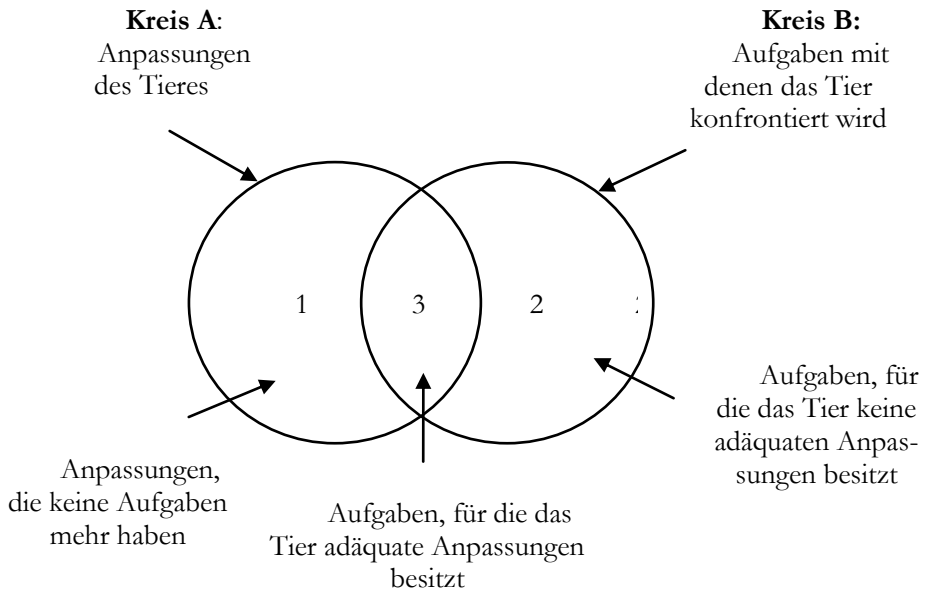 Kreis A:
Anpassungen
des Tieres
Kreis B:
Aufgaben mit
denen das Tier
konfrontiert wird
1
3
2
Anpassungen,
die keine Aufgaben
mehr haben
Aufgaben, für die das
Tier adäquate Anpassungen
besitzt
Aufgaben, für
die das Tier keine
adäquaten Anpas-
sungen besitzt